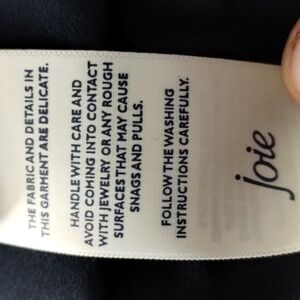 THE FABRIC AND DETAILS IN
THIS GARMENT ARE DELICATE.
HANDLE WITH CARE AND
AVOID COMING INTO CONTACT
WITH JEWELRY OR ANY ROUGH
SURFACES THAT MAY CAUSE
SNAGS AND PULLS.
FOLLOW THE WASHING
INSTRUCTIONS CAREFULLY.
joie